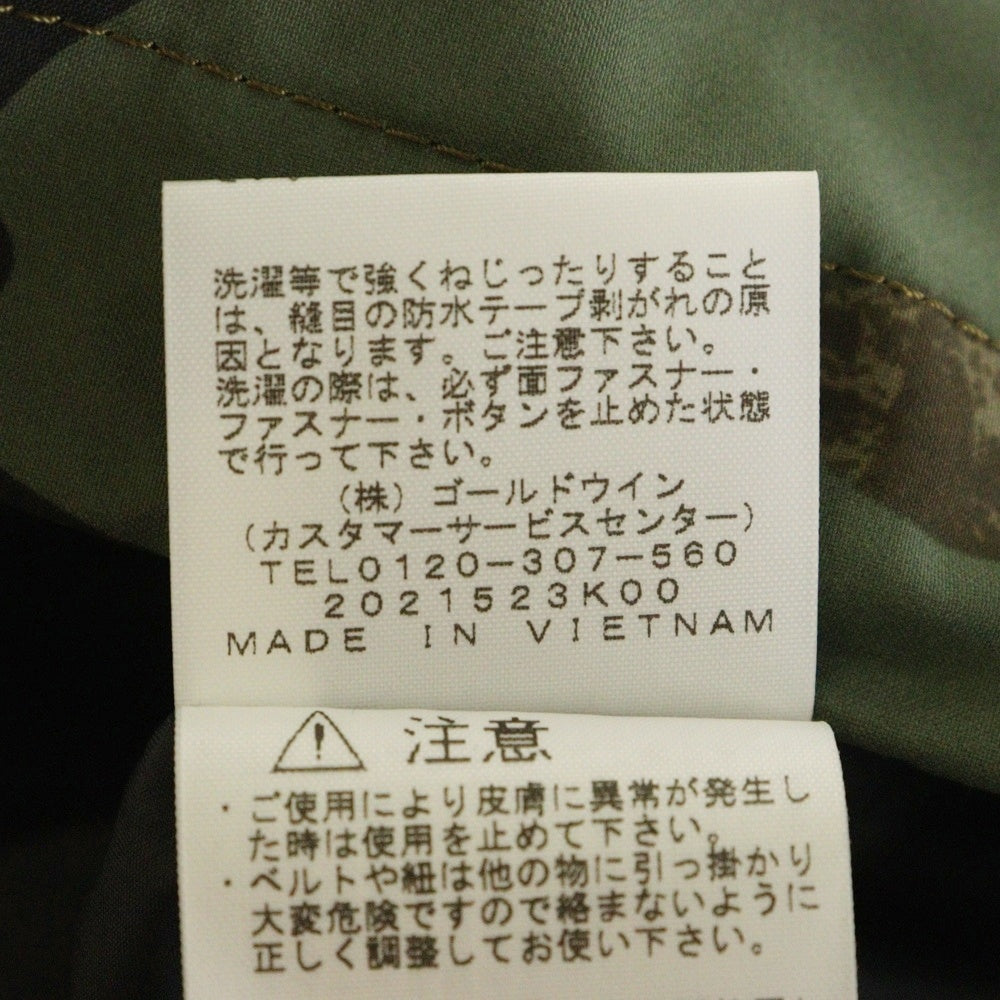 洗濯等で強くねじったりすること
は、縫目の防水テープ剥がれの原
因となります。ご注意下さい。
洗濯の際は、必ず面ファスナー・
ファスナー・ボタンを止めた状態
で行って下さい。
(株) ゴールドウイン
(カスタマーサービスセンター)
TEL0120-307-560
2021523K00
MADE IN VIETNAM
注意
・ご使用により皮膚に異常が発生し
た時は使用を止めて下さい。
・ベルトや紐は他の物に引っ掛かり
大変危険ですので絡まないように
正しく調整してお使い下さい。